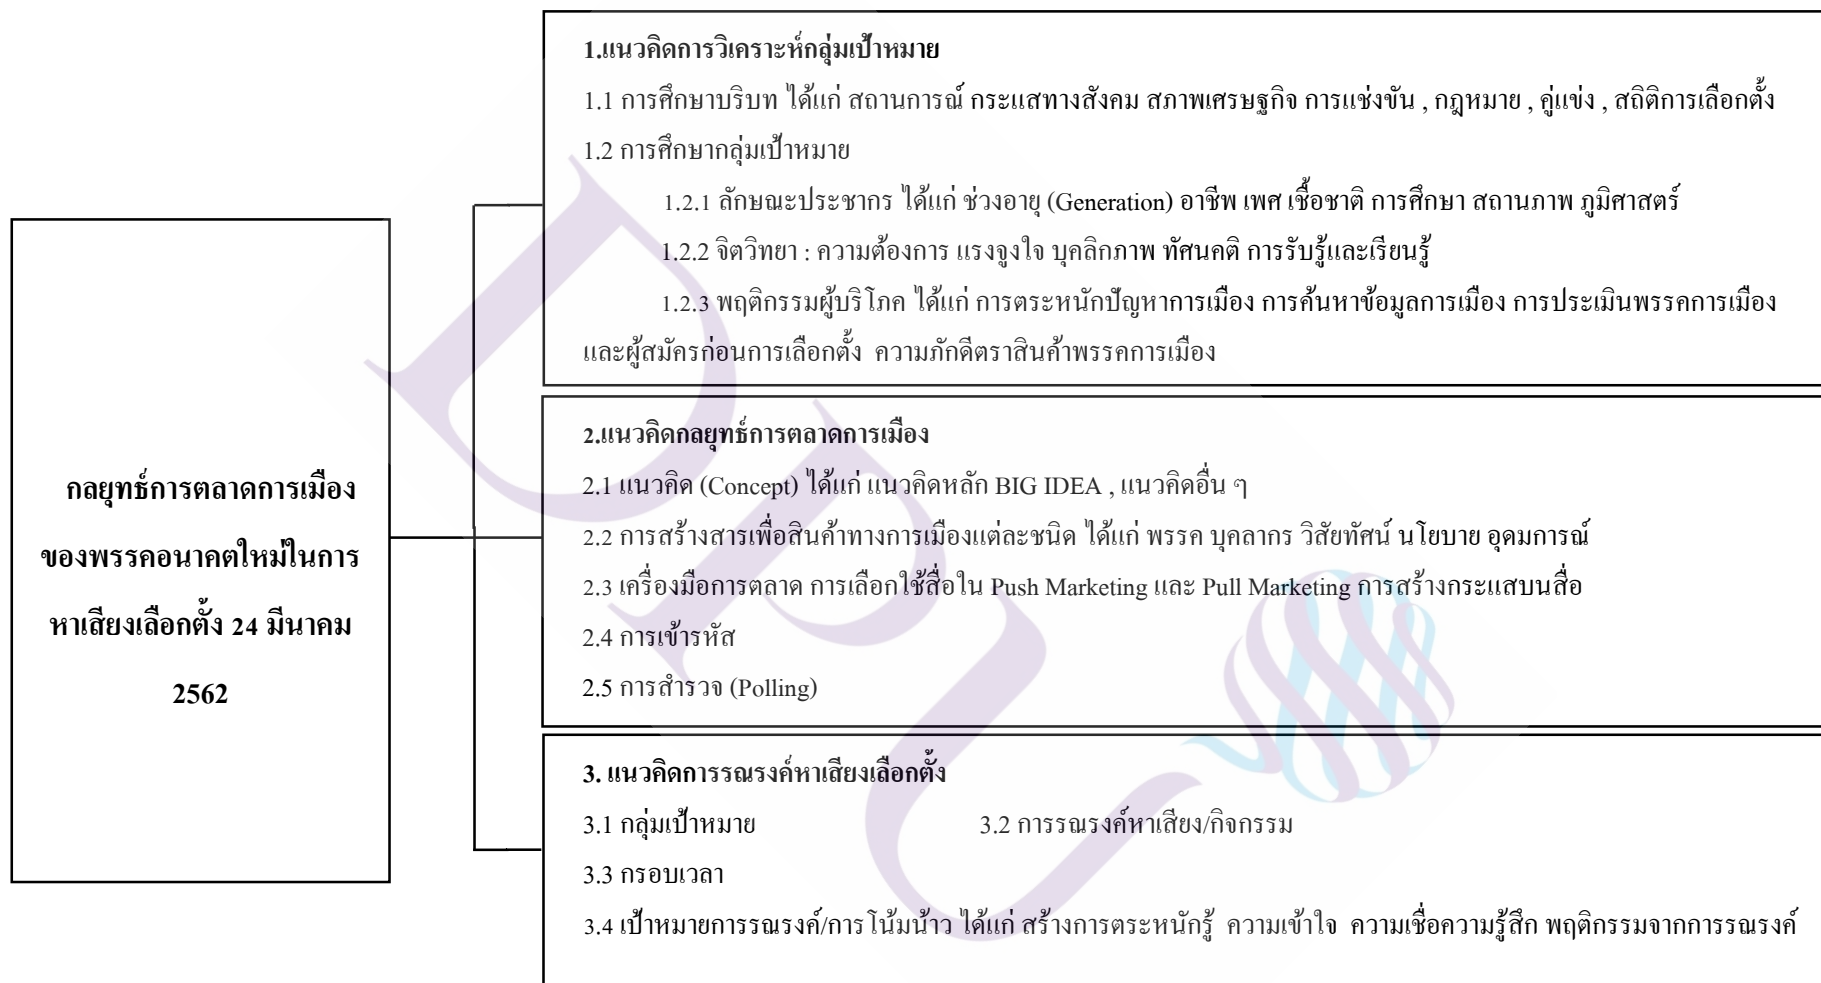 กลยุทธ์การตลาดการเมือง
ของพรรคอนาคตใหม่ในการ
หาเสียงเลือกตั้ง 24 มีนาคม
2562
1.แนวคิดการวิเคราะห์กลุ่มเป้าหมาย
1.1 การศึกษาบริบท ได้แก่ สถานการณ์ กระแสทางสังคม สภาพเศรษฐกิจ การแข่งขัน , กฎหมาย , คู่แข่ง , สถิติการเลือกตั้ง
1.2 การศึกษากลุ่มเป้าหมาย
1.2.1 ลักษณะประชากร ได้แก่ ช่วงอายุ (Generation) อาชีพ เพศ เชื้อชาติ การศึกษา สถานภาพ ภูมิศาสตร์
1.2.2 จิตวิทยา : ความต้องการ แรงจูงใจ บุคลิกภาพ ทัศนคติ การรับรู้และเรียนรู้
1.2.3 พฤติกรรมผู้บริโภค ได้แก่ การตระหนักปัญหาการเมือง การค้นหาข้อมูลการเมือง การประเมินพรรคการเมือง
และผู้สมัครก่อนการเลือกตั้ง ความภักดีตราสินค้าพรรคการเมือง
2.แนวคิดกลยุทธ์การตลาดการเมือง
2.1 แนวคิด (Concept) ได้แก่ แนวคิดหลัก BIG IDEA , แนวคิดอื่น ๆ
2.2 การสร้างสารเพื่อสินค้าทางการเมืองแต่ละชนิด ได้แก่ พรรค บุคลากร วิสัยทัศน์ นโยบาย อุดมการณ์
2.3 เครื่องมือการตลาด การเลือกใช้สื่อใน Push Marketing และ Pull Marketing การสร้างกระแสบนสื่อ
2.4 การเข้ารหัส
2.5 การสำรวจ (Polling)
3. แนวคิดการรณรงค์หาเสียงเลือกตั้ง
3.1 กลุ่มเป้าหมาย 3.2 การรณรงค์หาเสียง/กิจกรรม
3.3 กรอบเวลา
3.4 เป้าหมายการรณรงค์/การโน้มน้าว ได้แก่ สร้างการตระหนักรู้ ความเข้าใจ ความเชื่อความรู้สึก พฤติกรรมจากการรณรงค์
DPU